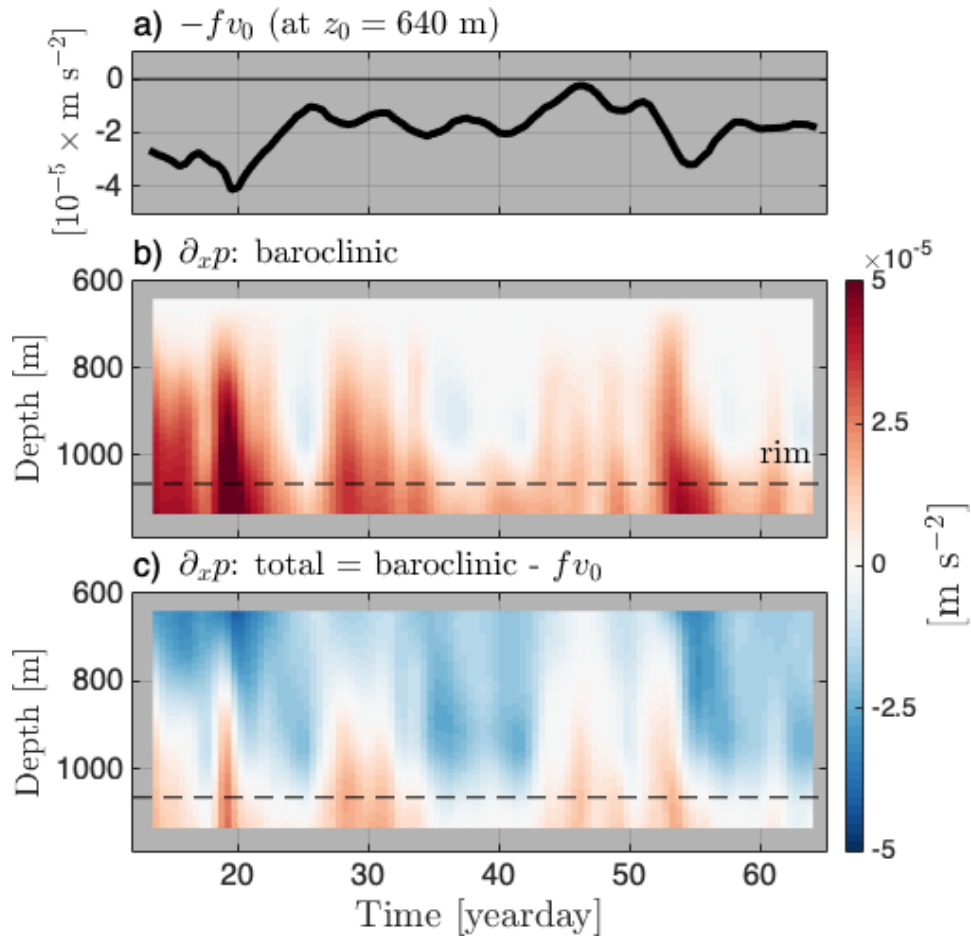 a) −fv₀ (at z₀ = 640 m)
[10⁻⁵ × m s⁻²]
0
-2
-4
b) ∂ₓp: baroclinic
Depth [m]
600
800
1000
rim
c) ∂ₓp: total = baroclinic - fv₀
Depth [m]
600
800
1000
20 30 40 50 60
Time [yearday]
×10⁻⁵
5
2.5
0
-2.5
-5
[m s⁻²]